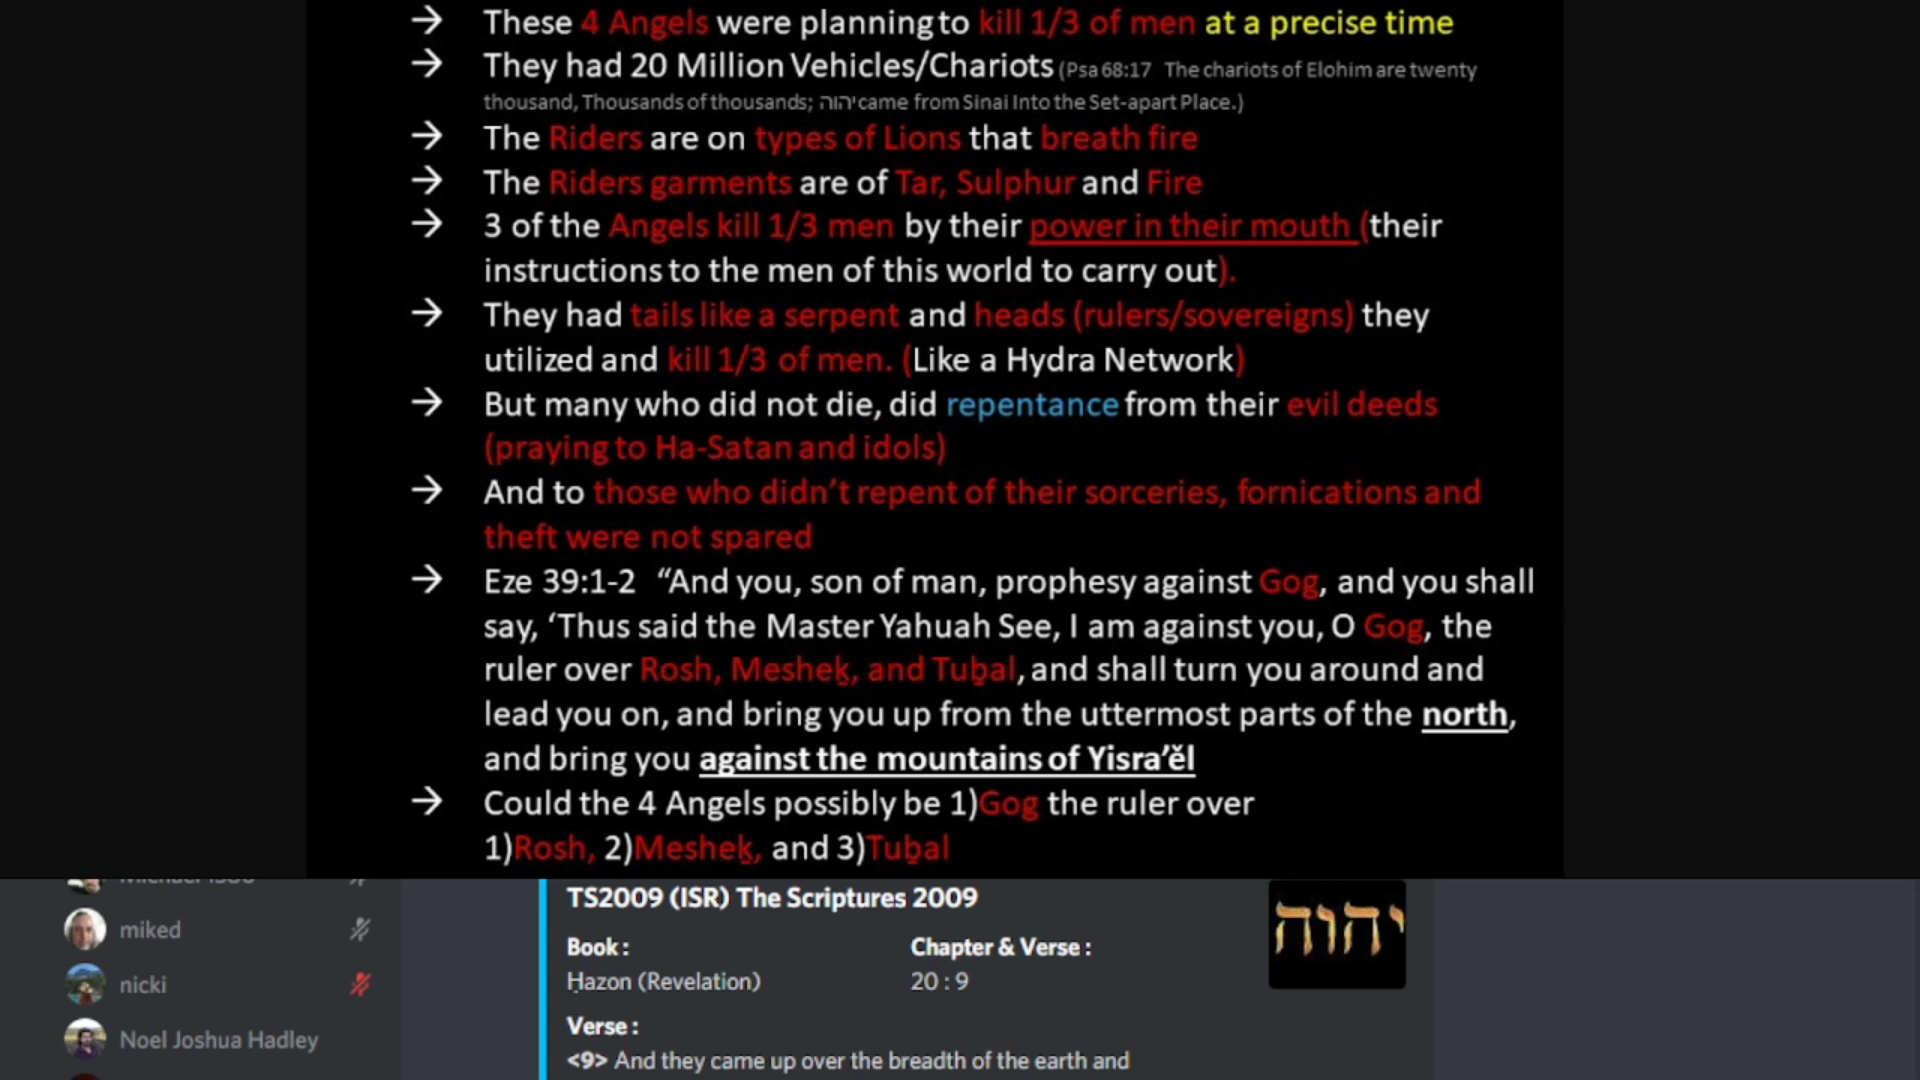 → These 4 Angels were planning to kill 1/3 of men at a precise time
→ They had 20 Million Vehicles/Chariots (Psa 68:17 The chariots of Elohim are twenty
thousand, Thousands of thousands; יהוה came from Sinai Into the Set-apart Place.)
→ The Riders are on types of Lions that breath fire
→ The Riders garments are of Tar, Sulphur and Fire
→ 3 of the Angels kill 1/3 men by their power in their mouth (their
instructions to the men of this world to carry out).
→ They had tails like a serpent and heads (rulers/sovereigns) they
utilized and kill 1/3 of men. (Like a Hydra Network)
→ But many who did not die, did repentance from their evil deeds
(praying to Ha-Satan and idols)
→ And to those who didn't repent of their sorceries, fornications and
theft were not spared
→ Eze 39:1-2 “And you, son of man, prophesy against Gog, and you shall
say, ‘Thus said the Master Yahuah See, I am against you, O Gog, the
ruler over Rosh, Mesheḵ, and Tuḇal, and shall turn you around and
lead you on, and bring you up from the uttermost parts of the north,
and bring you against the mountains of Yisra’ěl
→ Could the 4 Angels possibly be 1)Gog the ruler over
1)Rosh, 2)Mesheḵ, and 3)Tuḇal
miked
nicki
Noel Joshua Hadley
TS2009 (ISR) The Scriptures 2009
Book :
Chapter & Verse :
Ḥazon (Revelation)
20 : 9
Verse :
<9> And they came up over the breadth of the earth and
יהוה